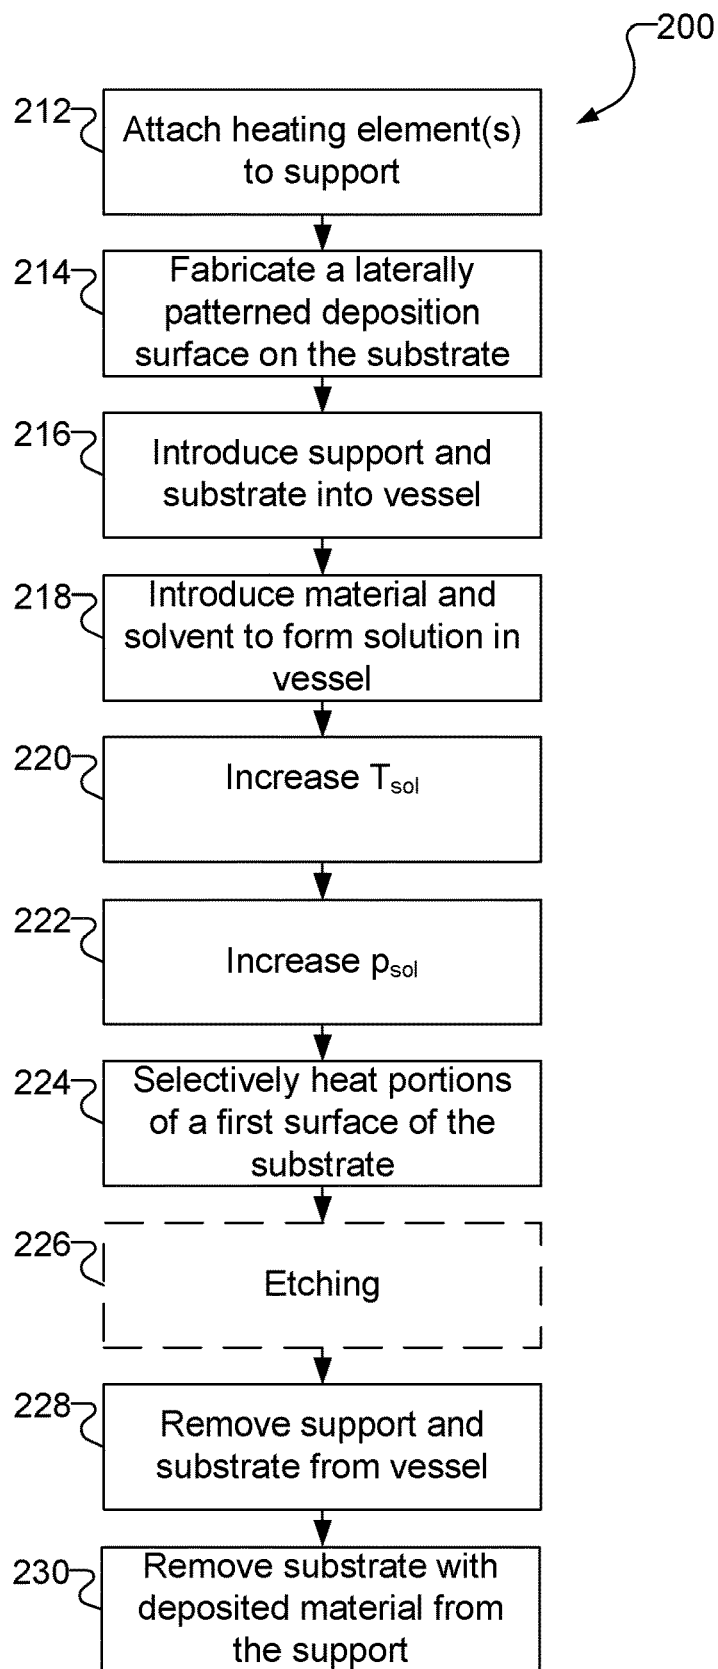 200
212
Attach heating element(s)
to support
214
Fabricate a laterally
patterned deposition
surface on the substrate
216
Introduce support and
substrate into vessel
218
Introduce material and
solvent to form solution in
vessel
220
Increase Tsol
222
Increase psol
224
Selectively heat portions
of a first surface of the
substrate
226
Etching
228
Remove support and
substrate from vessel
230
Remove substrate with
deposited material from
the support